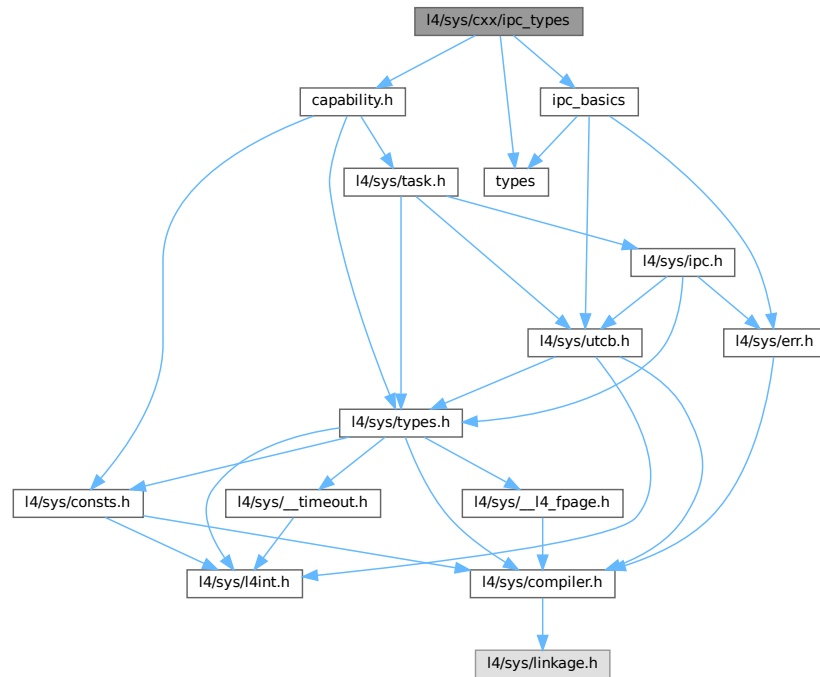 l4/sys/cxx/ipc_types
capability.h
ipc_basics
l4/sys/task.h
types
l4/sys/ipc.h
l4/sys/utcb.h
l4/sys/err.h
l4/sys/types.h
l4/sys/consts.h
l4/sys/__timeout.h
l4/sys/__l4_fpage.h
l4/sys/l4int.h
l4/sys/compiler.h
l4/sys/linkage.h